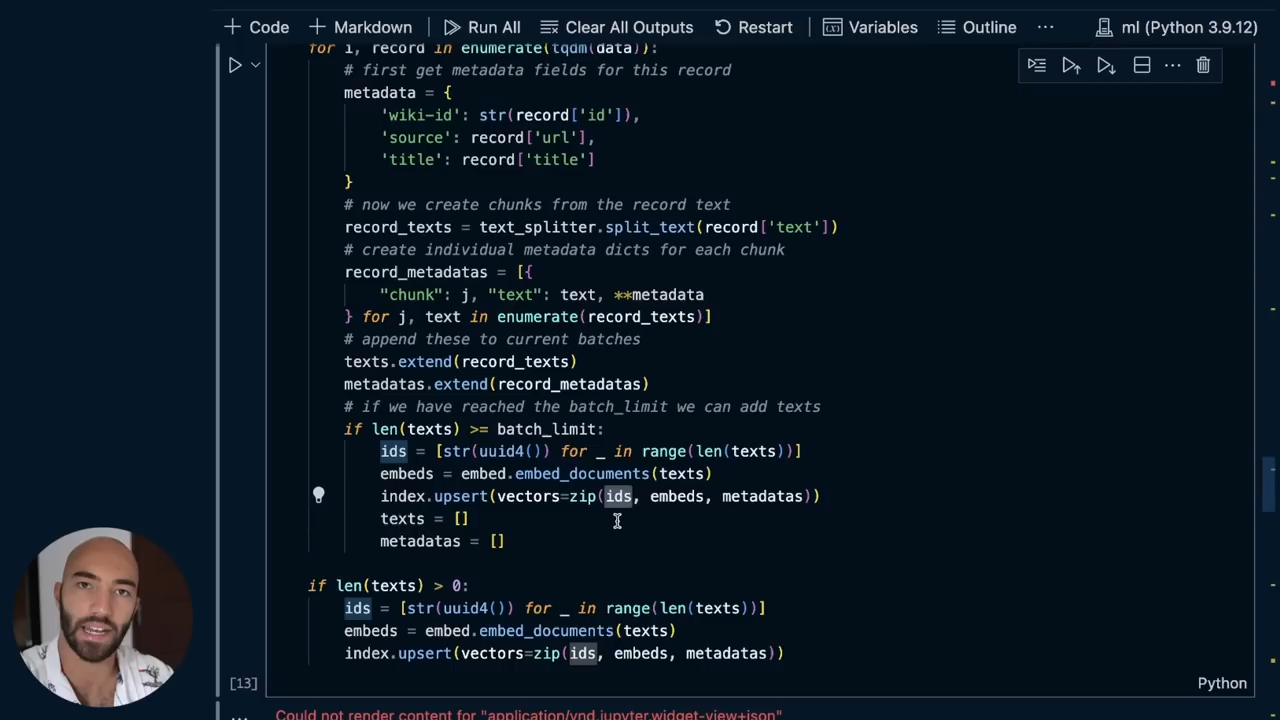 Code Markdown Run All Clear All Outputs Restart Variables Outline ··· ml (Python 3.9.12)
for i, record in enumerate(tqdm(data)):
# first get metadata fields for this record
metadata = {
'wiki-id': str(record['id']),
'source': record['url'],
'title': record['title']
}
# now we create chunks from the record text
record_texts = text_splitter.split_text(record['text'])
# create individual metadata dicts for each chunk
record_metadatas = [{
"chunk": j, "text": text, **metadata
} for j, text in enumerate(record_texts)]
# append these to current batches
texts.extend(record_texts)
metadatas.extend(record_metadatas)
# if we have reached the batch_limit we can add texts
if len(texts) >= batch_limit:
ids = [str(uuid4()) for _ in range(len(texts))]
embeds = embed.embed_documents(texts)
index.upsert(vectors=zip(ids, embeds, metadatas))
texts = []
metadatas = []
if len(texts) > 0:
ids = [str(uuid4()) for _ in range(len(texts))]
embeds = embed.embed_documents(texts)
index.upsert(vectors=zip(ids, embeds, metadatas))
[13] Python
Could not render content for "application/vnd.jupyter.widget-view+json"